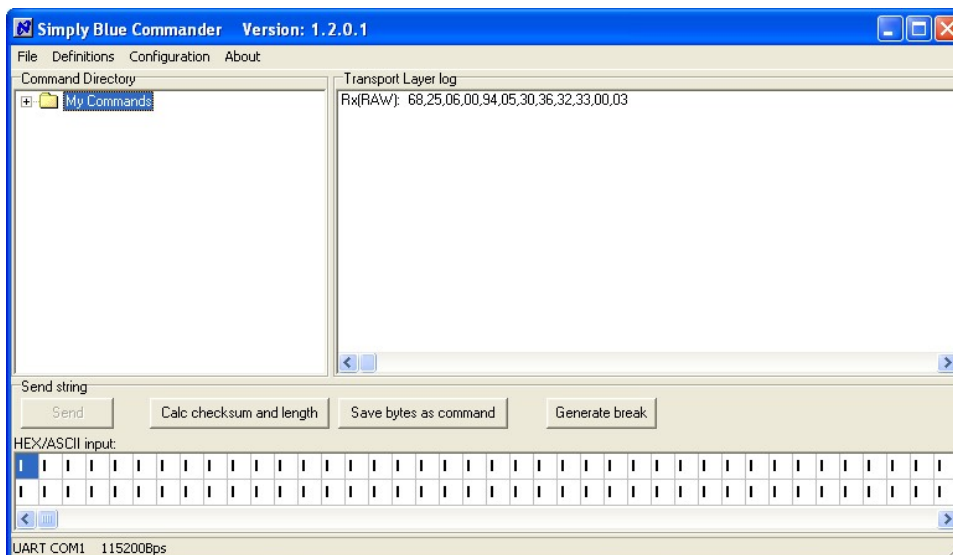 Simply Blue Commander Version: 1.2.0.1
File Definitions Configuration About
Command Directory
My Commands
Transport Layer log
Rx(RAW): 68,25,06,00,94,05,30,36,32,33,00,03
Send string
Send Calc checksum and length Save bytes as command Generate break
HEX/ASCII input:
UART COM1 115200Bps